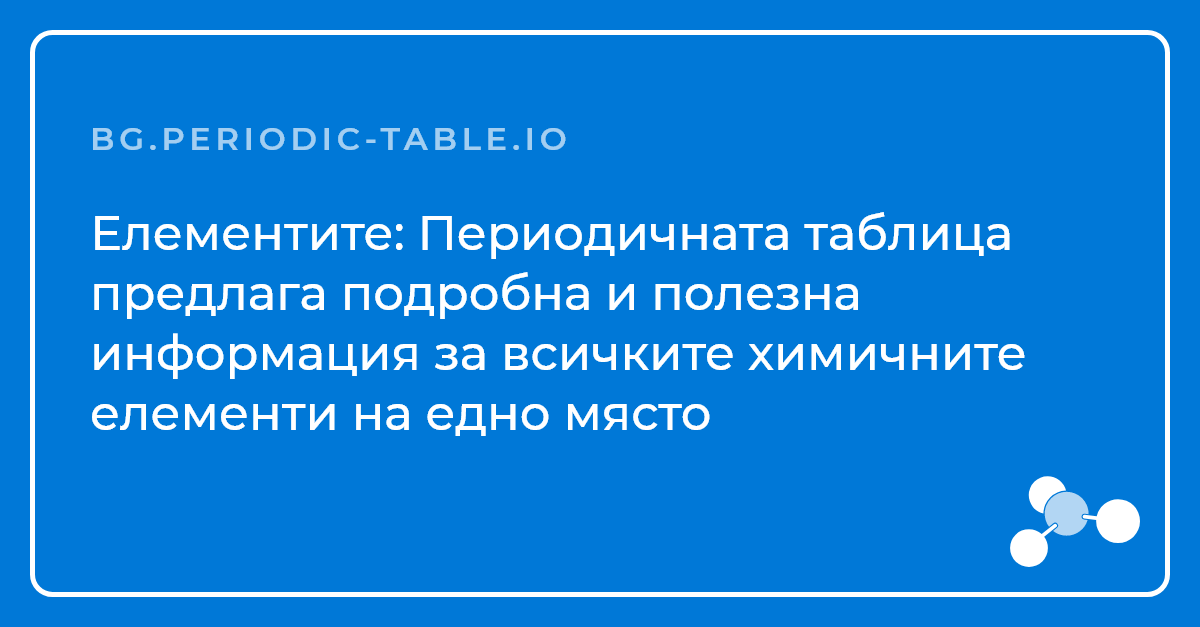 BG.PERIODIC-TABLE.IO
Елементите: Периодичната таблица
предлага подробна и полезна
информация за всичките химичните
елементи на едно място